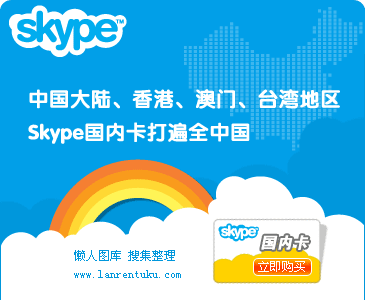 skype™
中国大陆、香港、澳门、台湾地区
Skype国内卡打遍全中国
skype 国内卡
立即购买
懒人图库 搜集整理
www.lanrentuku.com